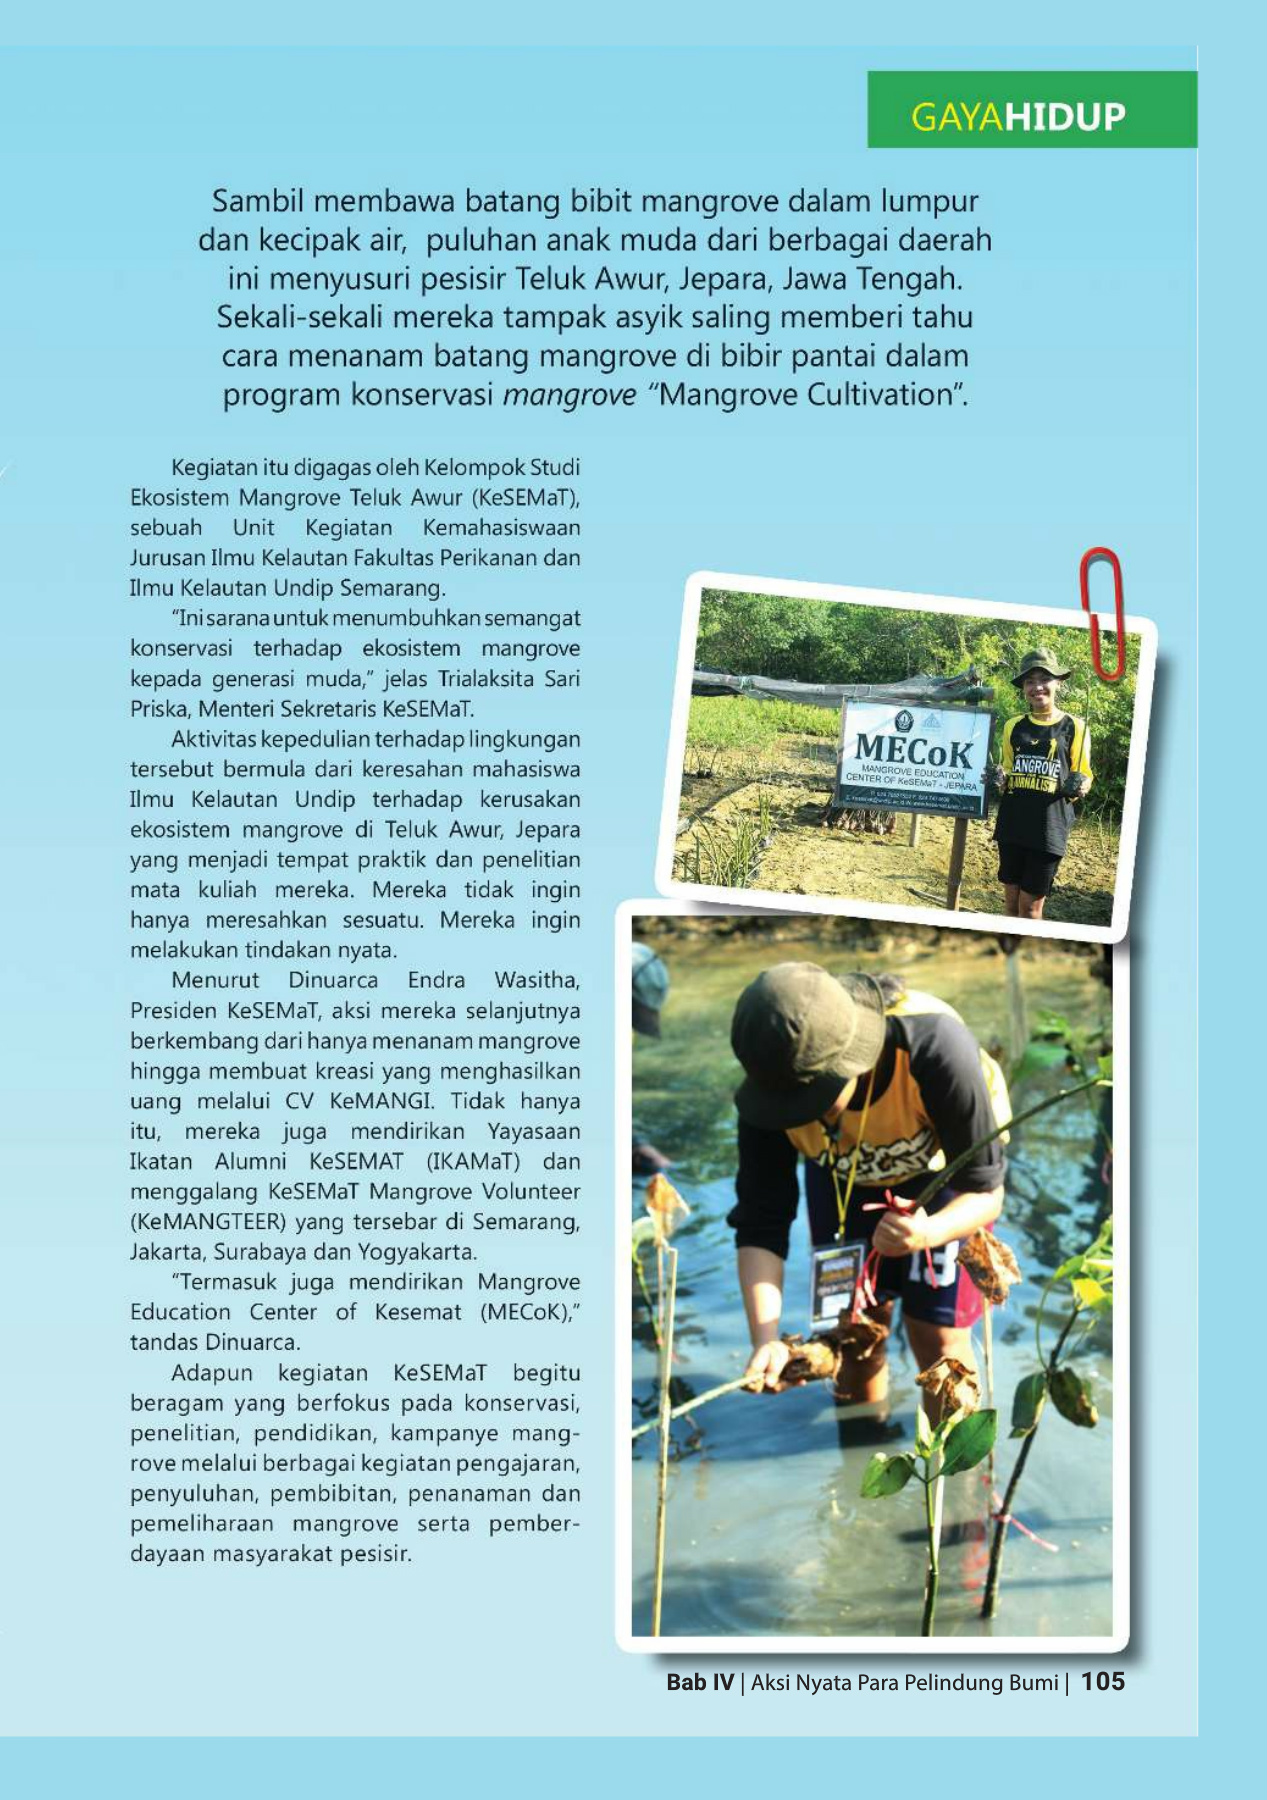 GAYAHIDUP
Sambil membawa batang bibit mangrove dalam lumpur
dan kecipak air, puluhan anak muda dari berbagai daerah
ini menyusuri pesisir Teluk Awur, Jepara, Jawa Tengah.
Sekali-sekali mereka tampak asyik saling memberi tahu
cara menanam batang mangrove di bibir pantai dalam
program konservasi mangrove “Mangrove Cultivation”.
Kegiatan itu digagas oleh Kelompok Studi
Ekosistem Mangrove Teluk Awur (KeSEMaT),
sebuah Unit Kegiatan Kemahasiswaan
Jurusan Ilmu Kelautan Fakultas Perikanan dan
Ilmu Kelautan Undip Semarang.
“Ini sarana untuk menumbuhkan semangat
konservasi terhadap ekosistem mangrove
kepada generasi muda,” jelas Trialaksita Sari
Priska, Menteri Sekretaris KeSEMaT.
Aktivitas kepedulian terhadap lingkungan
tersebut bermula dari keresahan mahasiswa
Ilmu Kelautan Undip terhadap kerusakan
ekosistem mangrove di Teluk Awur, Jepara
yang menjadi tempat praktik dan penelitian
mata kuliah mereka. Mereka tidak ingin
hanya meresahkan sesuatu. Mereka ingin
melakukan tindakan nyata.
Menurut Dinuarca Endra Wasitha,
Presiden KeSEMaT, aksi mereka selanjutnya
berkembang dari hanya menanam mangrove
hingga membuat kreasi yang menghasilkan
uang melalui CV KeMANGI. Tidak hanya
itu, mereka juga mendirikan Yayasaan
Ikatan Alumni KeSEMAT (IKAMaT) dan
menggalang KeSEMaT Mangrove Volunteer
(KeMANGTEER) yang tersebar di Semarang,
Jakarta, Surabaya dan Yogyakarta.
“Termasuk juga mendirikan Mangrove
Education Center of Kesemat (MECoK),”
tandas Dinuarca.
Adapun kegiatan KeSEMaT begitu
beragam yang berfokus pada konservasi,
penelitian, pendidikan, kampanye mang-
rove melalui berbagai kegiatan pengajaran,
penyuluhan, pembibitan, penanaman dan
pemeliharaan mangrove serta pember-
dayaan masyarakat pesisir.
MECoK
MANGROVE EDUCATION
CENTER OF KeSEMaT - JEPARA
Bab IV | Aksi Nyata Para Pelindung Bumi | 105